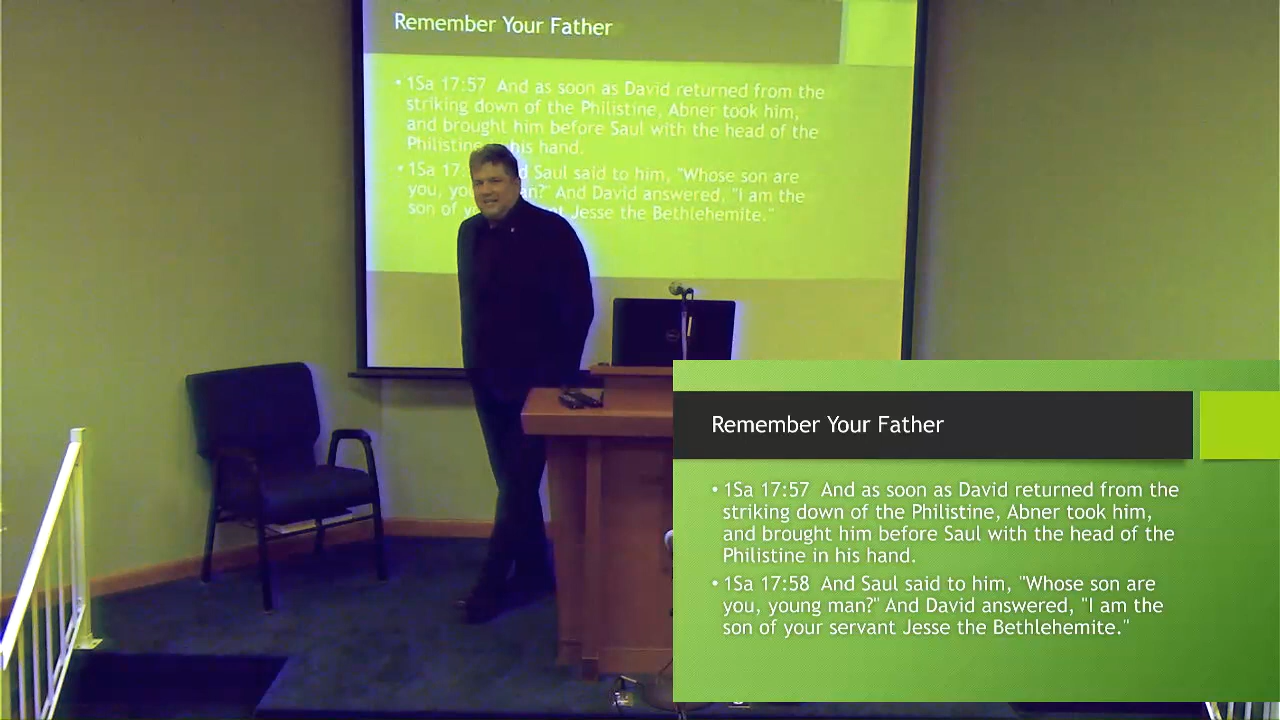 Remember Your Father
• 1Sa 17:57 And as soon as David returned from the
striking down of the Philistine, Abner took him,
and brought him before Saul with the head of the
Philistine his hand.
• 1Sa 17: Saul said to him, "Whose son are
you, an?" And David answered, "I am the
son of Jesse the Bethlehemite."
Remember Your Father
• 1Sa 17:57 And as soon as David returned from the
striking down of the Philistine, Abner took him,
and brought him before Saul with the head of the
Philistine in his hand.
• 1Sa 17:58 And Saul said to him, "Whose son are
you, young man?" And David answered, "I am the
son of your servant Jesse the Bethlehemite."